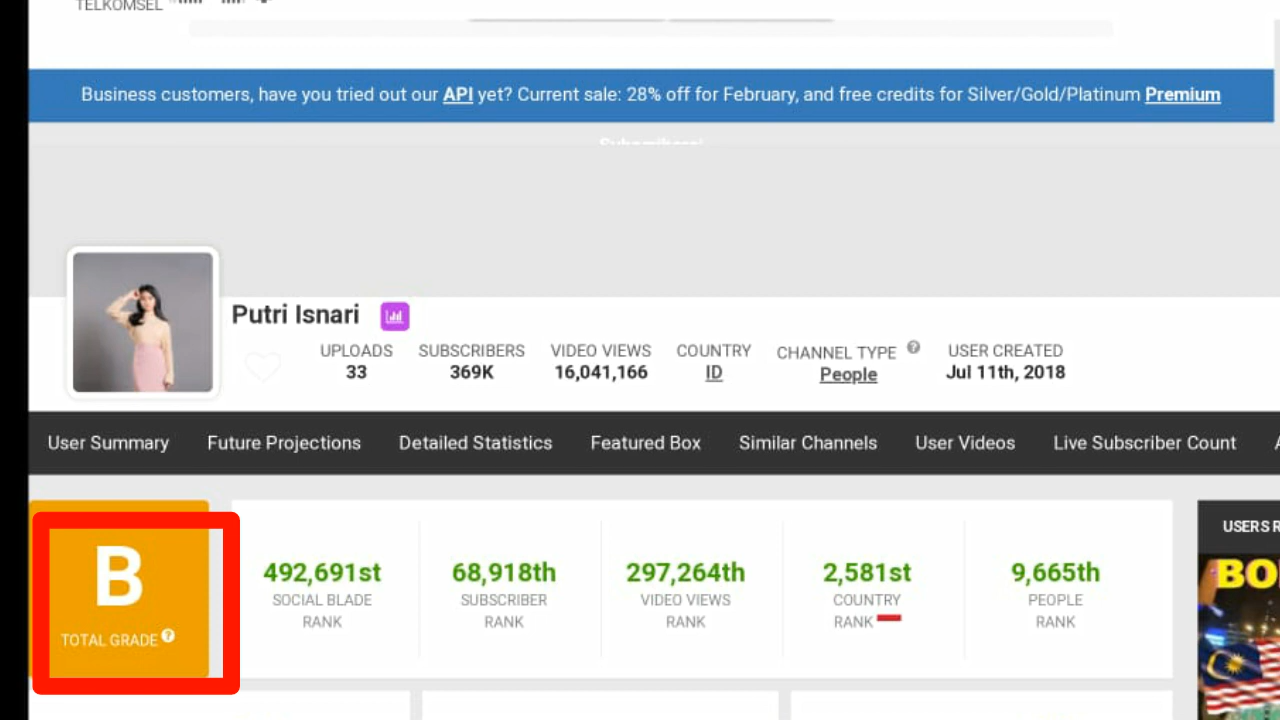 TELKOMSEL
Business customers, have you tried out our API yet? Current sale: 28% off for February, and free credits for Silver/Gold/Platinum Premium
Putri Isnari
UPLOADS SUBSCRIBERS VIDEO VIEWS COUNTRY CHANNEL TYPE ? USER CREATED
33 369K 16,041,166 ID People Jul 11th, 2018
User Summary Future Projections Detailed Statistics Featured Box Similar Channels User Videos Live Subscriber Count
B
TOTAL GRADE ?
492,691st 68,918th 297,264th 2,581st 9,665th
SOCIAL BLADE SUBSCRIBER VIDEO VIEWS COUNTRY PEOPLE
RANK RANK RANK RANK RANK
USERS
BO